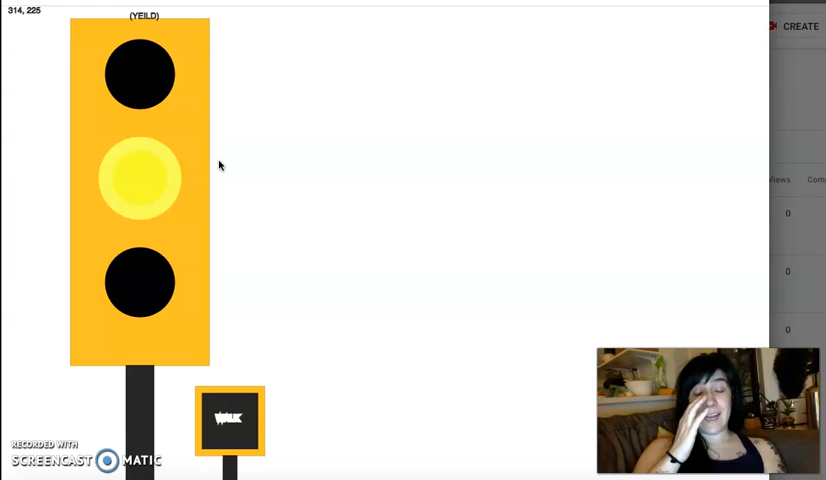 314, 225
(YEILD)
CREATE
Views
Com
0
0
0
WALK
RECORDED WITH
SCREENCAST MATIC